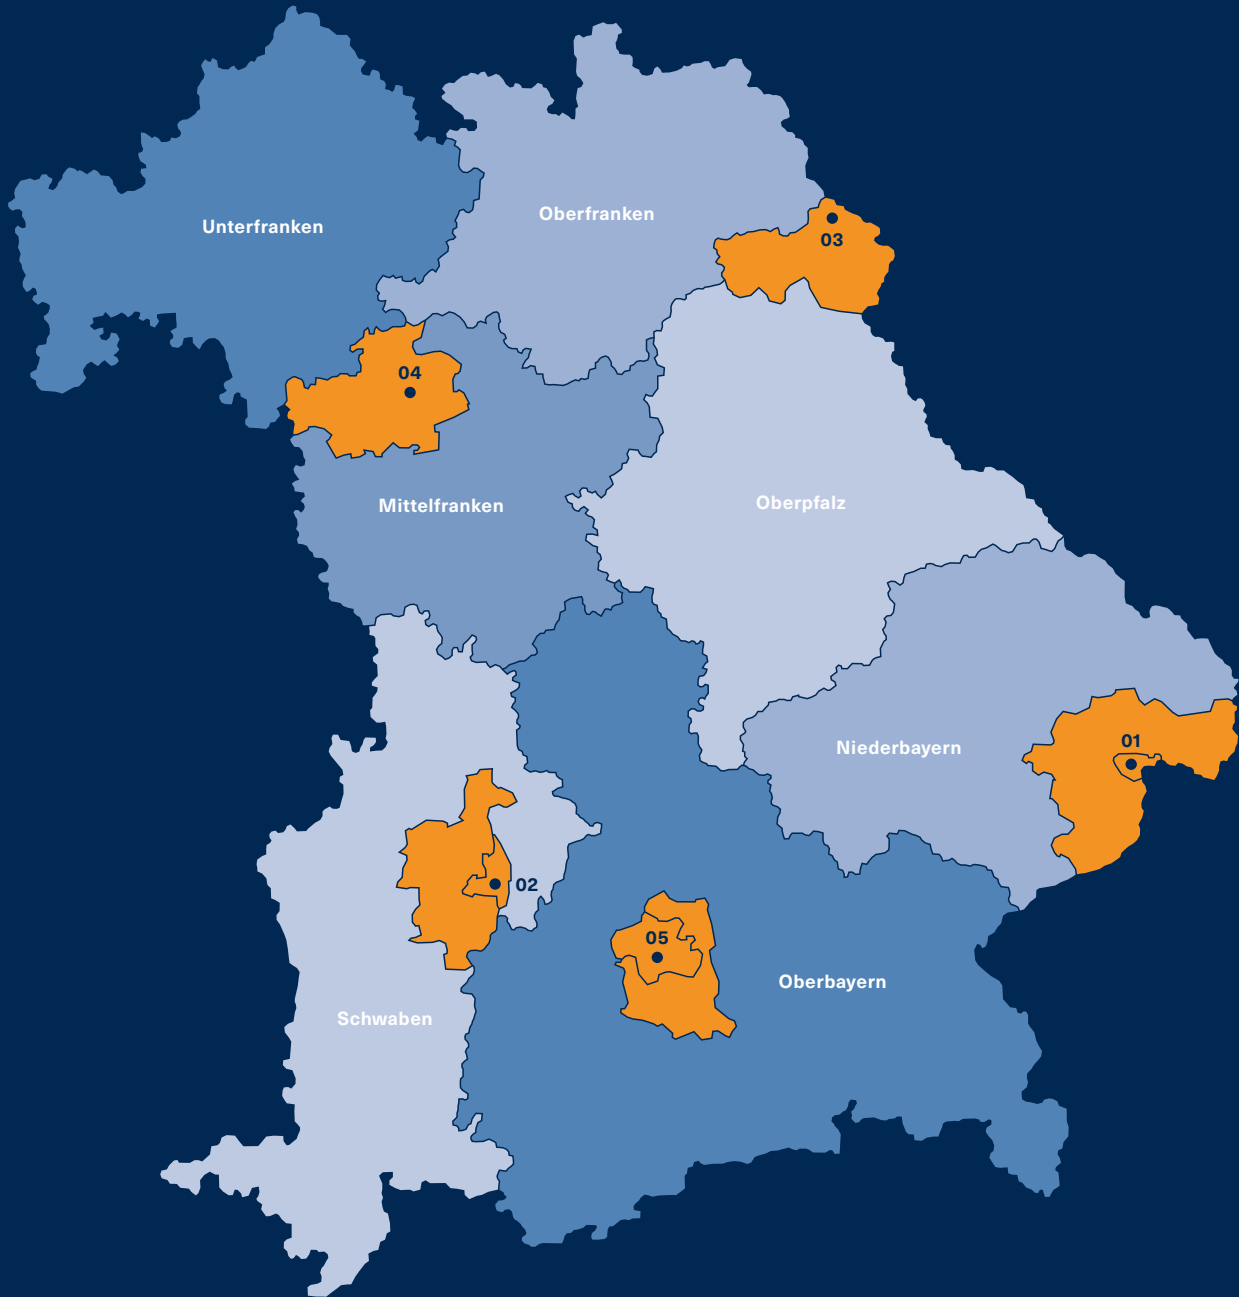 Oberfranken
Unterfranken
03
04
Oberpfalz
Mittelfranken
01
Niederbayern
02
05
Oberbayern
Schwaben